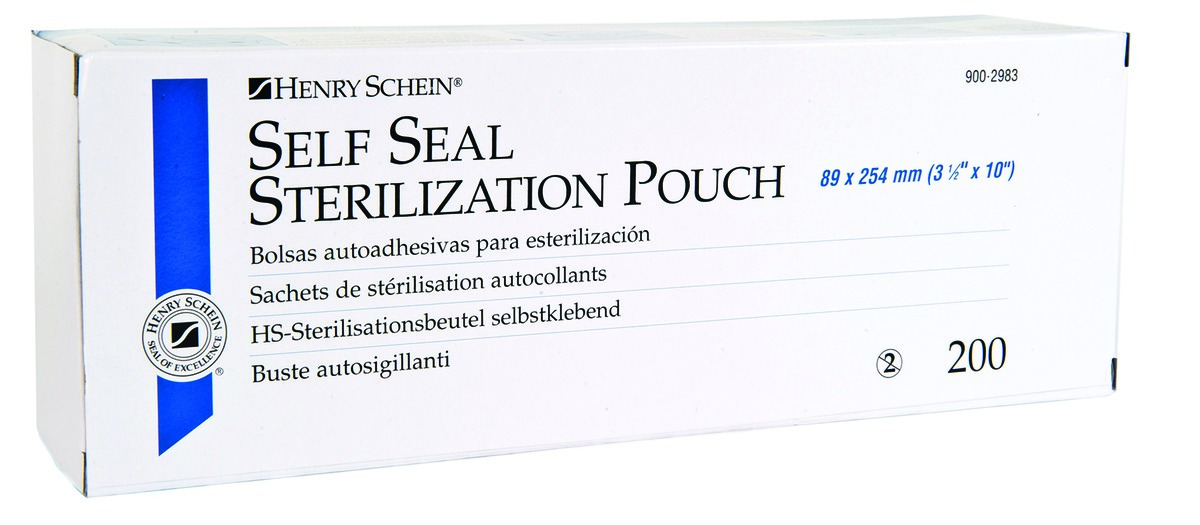 HENRY SCHEIN®
900-2983
SELF SEAL
STERILIZATION POUCH
89 x 254 mm (3 ½" x 10")
Bolsas autoadhesivas para esterilización
Sachets de stérilisation autocollants
HS-Sterilisationsbeutel selbstklebend
Buste autosigillanti
HENRY SCHEIN
SEAL OF EXCELLENCE
®
2
200